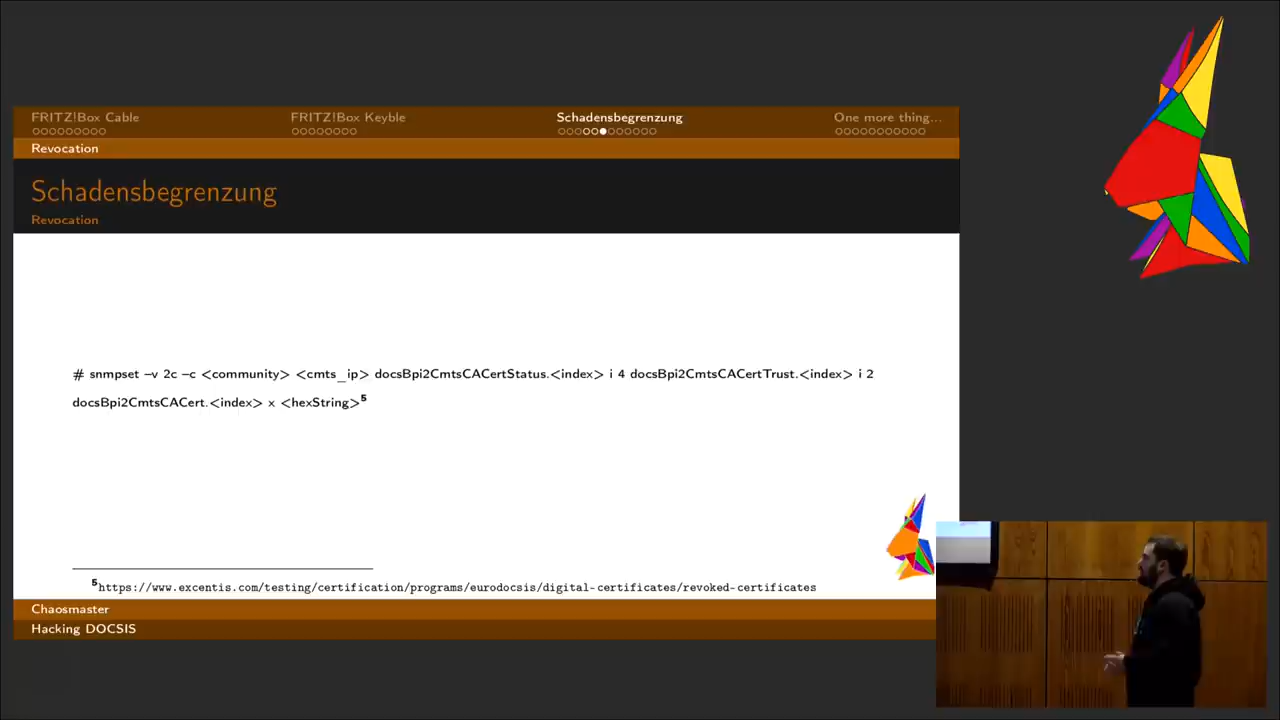 FRITZ!Box Cable
FRITZ!Box Keyble
Schadensbegrenzung
One more thing...
Revocation
Schadensbegrenzung
Revocation
# snmpset –v 2c –c <community> <cmts_ip> docsBpi2CmtsCACertStatus.<index> i 4 docsBpi2CmtsCACertTrust.<index> i 2
docsBpi2CmtsCACert.<index> x <hexString>5
5https://www.excentis.com/testing/certification/programs/eurodocsis/digital-certificates/revoked-certificates
Chaosmaster
Hacking DOCSIS